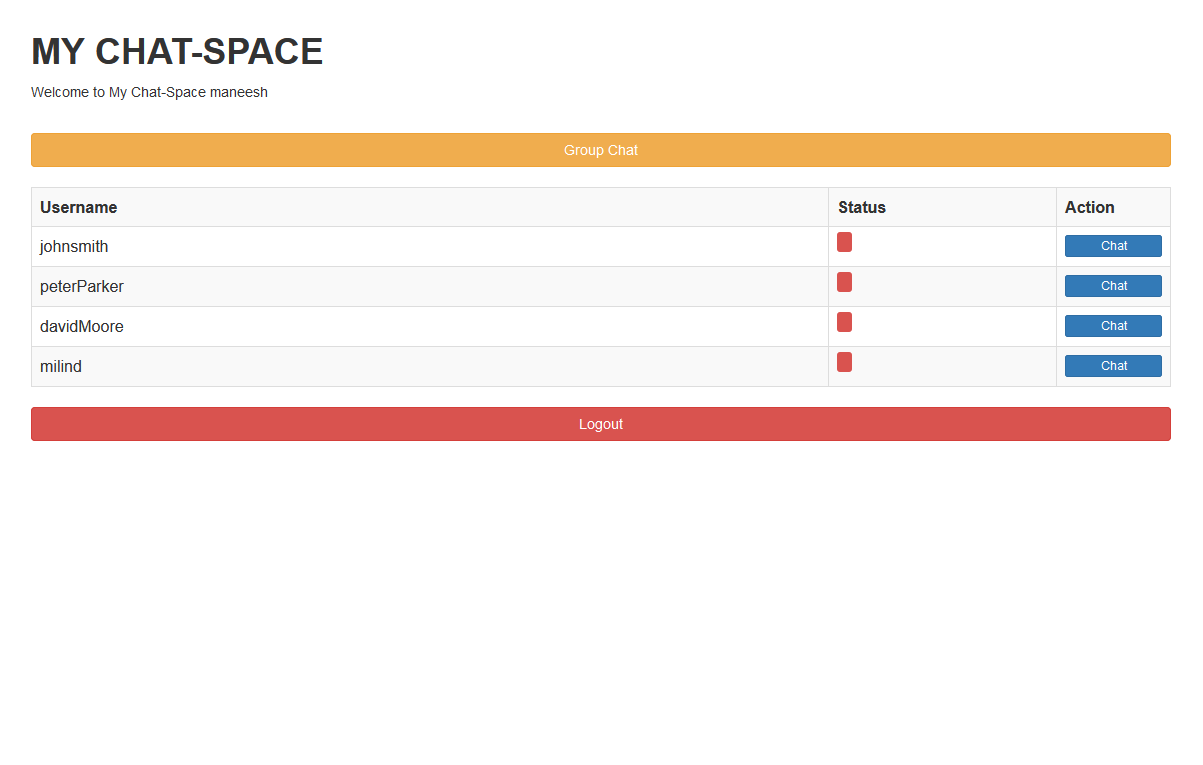 MY CHAT-SPACE
Welcome to My Chat-Space maneesh
Group Chat
Username Status Action
johnsmith Chat
peterParker Chat
davidMoore Chat
milind Chat
Logout